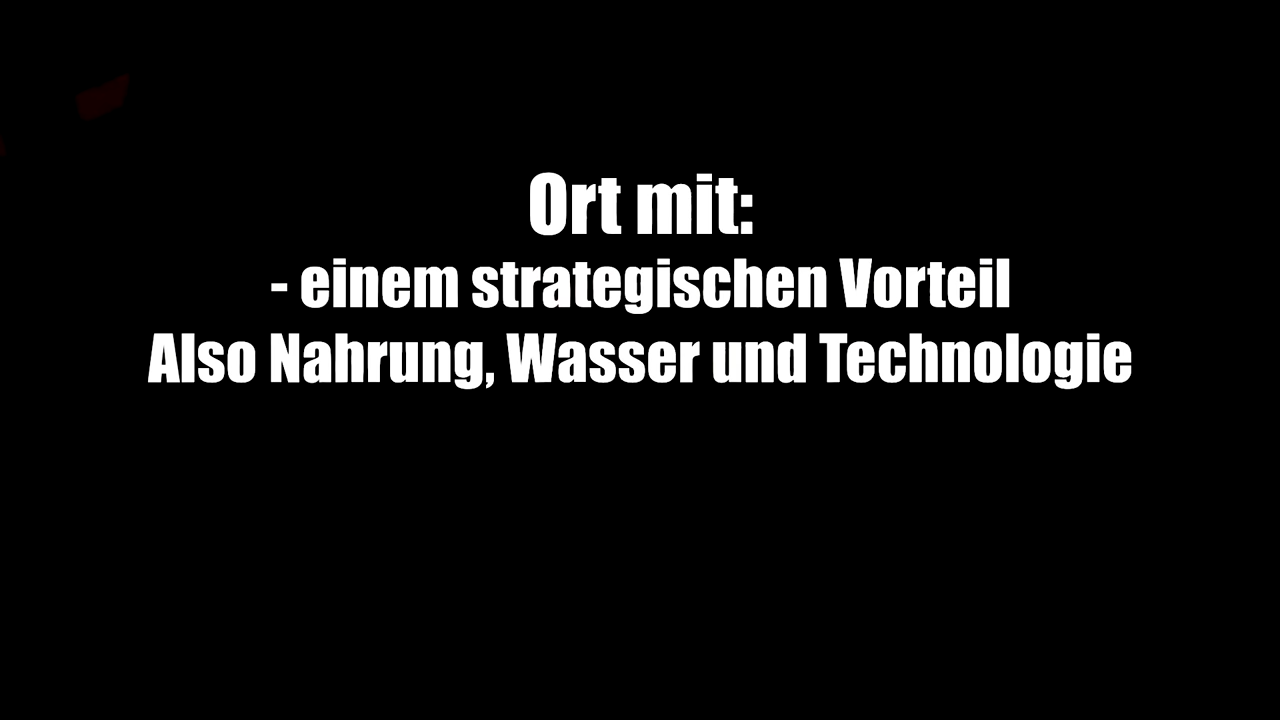 Ort mit:
- einem strategischen Vorteil
Also Nahrung, Wasser und Technologie